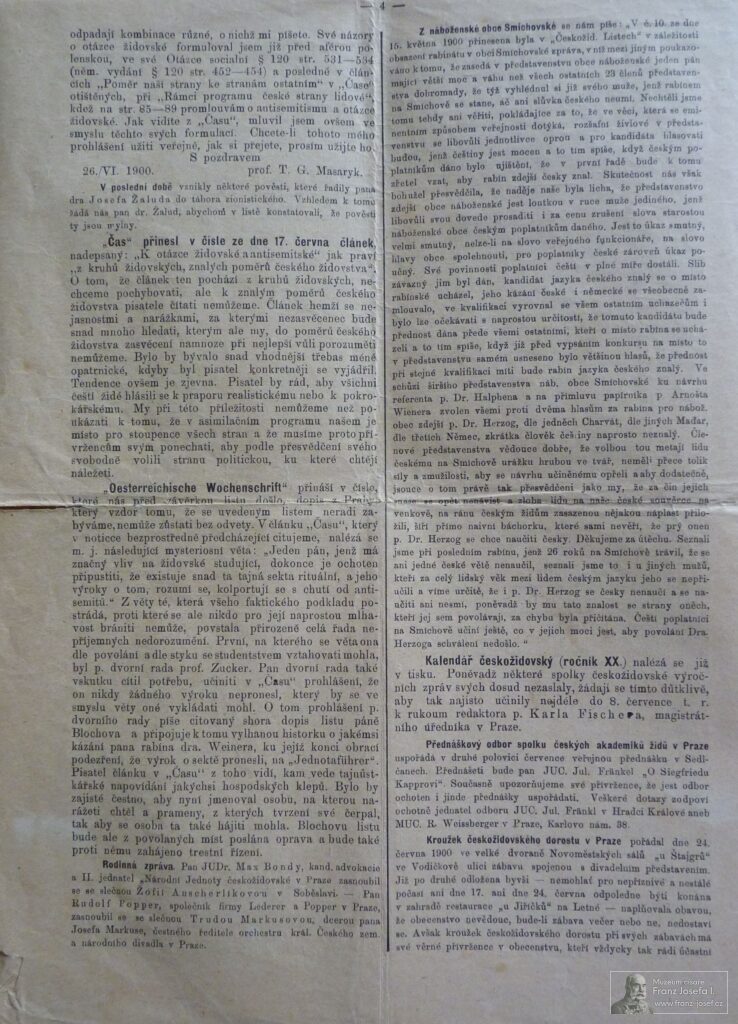 — 4 —
odpadají kombinace různé, o nichž mi píšete. Své názory
o otázce židovské formuloval jsem již před aférou po-
lenskou, ve své Otázce sociální § 120 str. 531—534
(něm. vydání § 120 str. 452—454) a posledně v člán-
cích „Poměr naší strany ke stranám ostatním“ v „Čase“
otištěných, při „Rámci programu české strany lidové“,
kdež na str. 85—89 promlouvám o antisemitismu a otázce
židovské. Jak vidíte z „Času“, mluvil jsem ovšem ve
smyslu těchto svých formulací. Chcete-li tohoto mého
prohlášení užiti veřejně, jak si přejete, prosím užijte ho.
S pozdravem
26./VI. 1900. prof. T. G. Masaryk.
V poslední době vznikly některé pověsti, které řadily pana
dra Josefa Žaluda do tábora zionistického. Vzhledem k tomu
žádá nás pan dr. Žalud, abychom v listě konstatovali, že pověsti
ty jsou mylny.
„Čas“ přinesl v čísle ze dne 17. června článek,
nadepsaný: „K otázce židovské a antisemitské“ jak praví
„z kruhů židovských, znalých poměrů českého židovstva“.
O tom, že článek ten pochází z kruhů židovských, ne-
chceme pochybovati, ale k znalým poměrů českého
židovstva pisatele čítati nemůžeme. Článek hemží se ne-
jasnostmi a narážkami, za kterými nezasvěcenec bude
snad mnoho hledati, kterým ale my, do poměrů českého
židovstva zasvěcení namnoze při nejlepší vůli porozuměti
nemůžeme. Bylo by bývalo snad vhodnější třebas méně
opatrnické, kdyby byl pisatel konkretněji se vyjádřil.
Tendence ovšem je zjevna. Pisatel by rád, aby všichni
čeští židé hlásili se k praporu realistickému nebo k pokro-
kářskému. My při této příležitosti nemůžeme než po-
ukázati k tomu, že v asimilačním programu našem je
místo pro stoupence všech stran a že musíme proto pří-
vržencům svým ponechati, aby podle přesvědčení svého
svobodně volili stranu politickou, ku které chtějí
náležeti.
„Oesterreichische Wochenschrift“ přináší v čísle,
které nás před závěrkou listu došlo, dopis z Prahy,
který vzdor tomu, že se uvedeným listem neradi za-
býváme, nemůže zůstati bez odvety. V článku „Času“, který
v noticce bezprostředně předcházející citujeme, nalézá se
m. j. následující mysteriosní věta: „Jeden pán, jenž má
značný vliv na židovské studující, dokonce je ochoten
připustiti, že existuje snad ta tajná sekta rituální, a jeho
výroky o tom, rozumí se, kolportují se s chutí od anti-
semitů.“ Z věty té, která všeho faktického podkladu po-
strádá, proti které se ale nikdo pro její naprostou ml-
havost brániti nemůže, povstala přirozeně celá řada ne-
příjemných nedorozumění. První, na kterého se věta ona
dle povolání a dle styku se studentstvem vztahovati mohla,
byl p. dvorní rada prof. Zucker. Pan dvorní rada také
vskutku cítil potřebu, učiniti v „Času“ prohlášení, že
on nikdy žádného výroku nepronesl, který by se ve
smyslu věty oné vykládati mohl. O tom prohlášení p.
dvorního rady píše citovaný shora dopis listu páně
Blochova a připojuje k tomu vylhanou historku o jakémsi
kázání pana rabína dra. Weinera, ku jejíž konci obrací
podezření, že výrok o sektě pronesli, na „Jednotaführer“.
Pisatel článku v „Času“ z toho vidí, kam vede tajnůst-
kářské napovídání jakýchsi hospodských klepů. Bylo by
zajisté čestno, aby nyní jmenoval osobu, na kterou na-
rážeti chtěl a prameny, z kterých tvrzení své čerpal,
tak aby se osoba ta také hájiti mohla. Blochovu listu
bude ale z povolaných míst poslána oprava a bude také
proti němu zahájeno trestní řízení.
Rodinná zpráva. Pan JUDr. Max Bondy, kand. advokacie
a II. jednatel „Národní Jednoty českožidovské v Praze zasnoubil
se se slečnou Žofií Anscherlíkovou v Soběslavi. — Pan
Rudolf Popper, společník firmy Lederer a Popper v Praze,
zasnoubil se se slečnou Trudou Markusovou, dcerou pana
Josefa Markuse, čestného ředitele orchestru král. Českého zem.
a národního divadla v Praze.
Z náboženské obce Smíchovské se nám píše: „V č. 10. ze dne
15. května 1900 přinesena byla v „Českožid. Listech“ v záležitosti
obsazení rabinátu v obci Smíchovské zpráva, v níž mezi jiným poukazo-
váno k tomu, že zasedá v představenstvu obce náboženské jeden pán
mající větší moc a váhu než všech ostatních 23 členů představen-
stva dohromady, že týž vyhlédnul si již svého muže, jenž rabínem
na Smíchově se stane, ač ani slůvka českého neumí. Nechtěli jsme
tomu tehdy ani věřiti, pokládajíce za to, že ve věci, která se emi-
nentním způsobem veřejnosti dotýká, rozhodní živlové v představen-
stvu se libovůli jednotlivce oprou a pro kandidáta hlasovati
budou, jenž češtiny jest mocen a to tím spíše, když českým po-
platníkům dáno bylo ujištění, že v první řadě bude k tomu
zřetel vzat, aby rabín zdejší český znal. Skutečnost nás však
bohužel přesvědčila, že naděje naše byla lichá, že představenstvo
zdejší obce náboženské jest loutkou v ruce muže jediného, jenž
libovůli svou dovede prosaditi i za cenu zrušení slova starostou
náboženské obce českým poplatníkům daného. Jest to úkaz smutný,
velmi smutný, nelze-li na slovo veřejného funkcionáře, na slovo
hlavy obce spolehnouti, pro poplatníky české zároveň úkaz po-
učný. Své povinnosti poplatníci čeští v plné míře dostáli. Slib
závazný jim byl dán, kandidát jazyka českého znalý se o místo
rabínské ucházel, jeho kázání české i německé se všobecně za-
mlouvalo, ve kvalifikaci vyrovnal se všem ostatním uchazečům i
bylo lze očekávati s naprostou určitostí, že tomuto kandidátu bude
přednost dána přede všemi ostatními, kteří o místo rabína se uchá-
zeli a to tím spíše, když již před vypsáním konkursu na místo to
v představenstvu samém usneseno bylo většinou hlasů, že přednost
při stejné kvalifikaci míti bude rabín jazyka českého znalý. Ve
schůzi širšího představenstva náb. obce Smíchovské ku návrhu
referenta p. Dr. Halphena a na přímluvu papírníka p. Arnošta
Wienera zvolen všemi proti dvěma hlasům za rabína pro nábož.
obec zdejší p. Dr. Herzog, dle jedněch Charvát, dle jiných Maďar,
dle třetích Němec, zkrátka člověk češtiny naprosto neznalý. Čle-
nové představenstva vědouce dobře, že volbou tou metají lidu
českému na Smíchově urážku hrubou ve tvář, neměli přece tolik
síly a zmužilosti, aby se návrhu učiněnému opřeli a aby dodatečně,
jsouce o tom právě tak přesvědčeni jako my, že za čin jejich
snese se opět nenávist a zloba lidu na naše české souvěrce na
venkově, na ránu českým židům zasazenou nějakou náplast přilo-
žili, šíří přímo naivní báchorku, které sami nevěří, že prý onen
p. Dr. Herzog se chce naučiti česky. Děkujeme za útěchu. Seznali
jsme při posledním rabínu, jenž 26 roků na Smíchově trávil, že se
ani jedné české větě nenaučil, seznali jsme to i u jiných mužů,
kteří za celý lidský věk mezi lidem českým jazyku jeho se nepři-
učili a víme určitě, že i p. Dr. Herzog se česky nenaučí a se na-
učiti ani nesmí, poněvadž by mu tato znalost se strany oněch,
kteří jej sem povolávají, za chybu byla přičítána. Čeští poplatníci
na Smíchově učiní ještě, co v jejich moci jest, aby povolání Dra.
Herzoga schválení nedošlo.“
Kalendář českožidovský (ročník XX.) nalézá se již
v tisku. Poněvadž některé spolky českožidovské výroč-
ních zpráv svých dosud nezaslaly, žádají se tímto důtklivě,
aby tak najisto učinily nejdéle do 8. července t. r.
k rukoum redaktora p. Karla Fischera, magistrát-
ního úředníka v Praze.
Přednáškový odbor spolku českých akademiků židů v Praze
uspořádá v druhé polovici července veřejnou přednášku v Sedl-
čanech. Přednášeti bude pan JUC. Jul. Fränkel „O Siegfriedu
Kapprovi“. Současně upozorňujeme své přívržence, že jest odbor
ochoten i jinde přednášky uspořádati. Veškeré dotazy zodpoví
ochotně jednatel odboru JUC. Jul. Fränkl v Hradci Králové aneb
MUC. R. Weissberger v Praze, Karlovo nám. 38.
Kroužek českožidovského dorostu v Praze pořádal dne 24.
června 1900 ve velké dvoraně Novoměstských sálů „u Štajgrů“
ve Vodičkově ulici zábavu spojenou s divadelním představením.
Již po druhé odložena byvši — nemohlať pro nepříznivé a nestálé
počasí ani dne 17. ani dne 24. června odpoledne býti konána
v zahradě restaurace „u Jiříčků“ na Letné — naplňovala obavou,
že obecenstvo nevědouc, bude-li zábava večer nebo ne, nedostaví
se. Avšak kroužek českožidovského dorostu při svých zábavách má
své věrné přívržence v obecenstvu, kteří vždycky tak rádi účastní
Muzeum císaře
Franz Josefa I.
www.franz-josef.cz